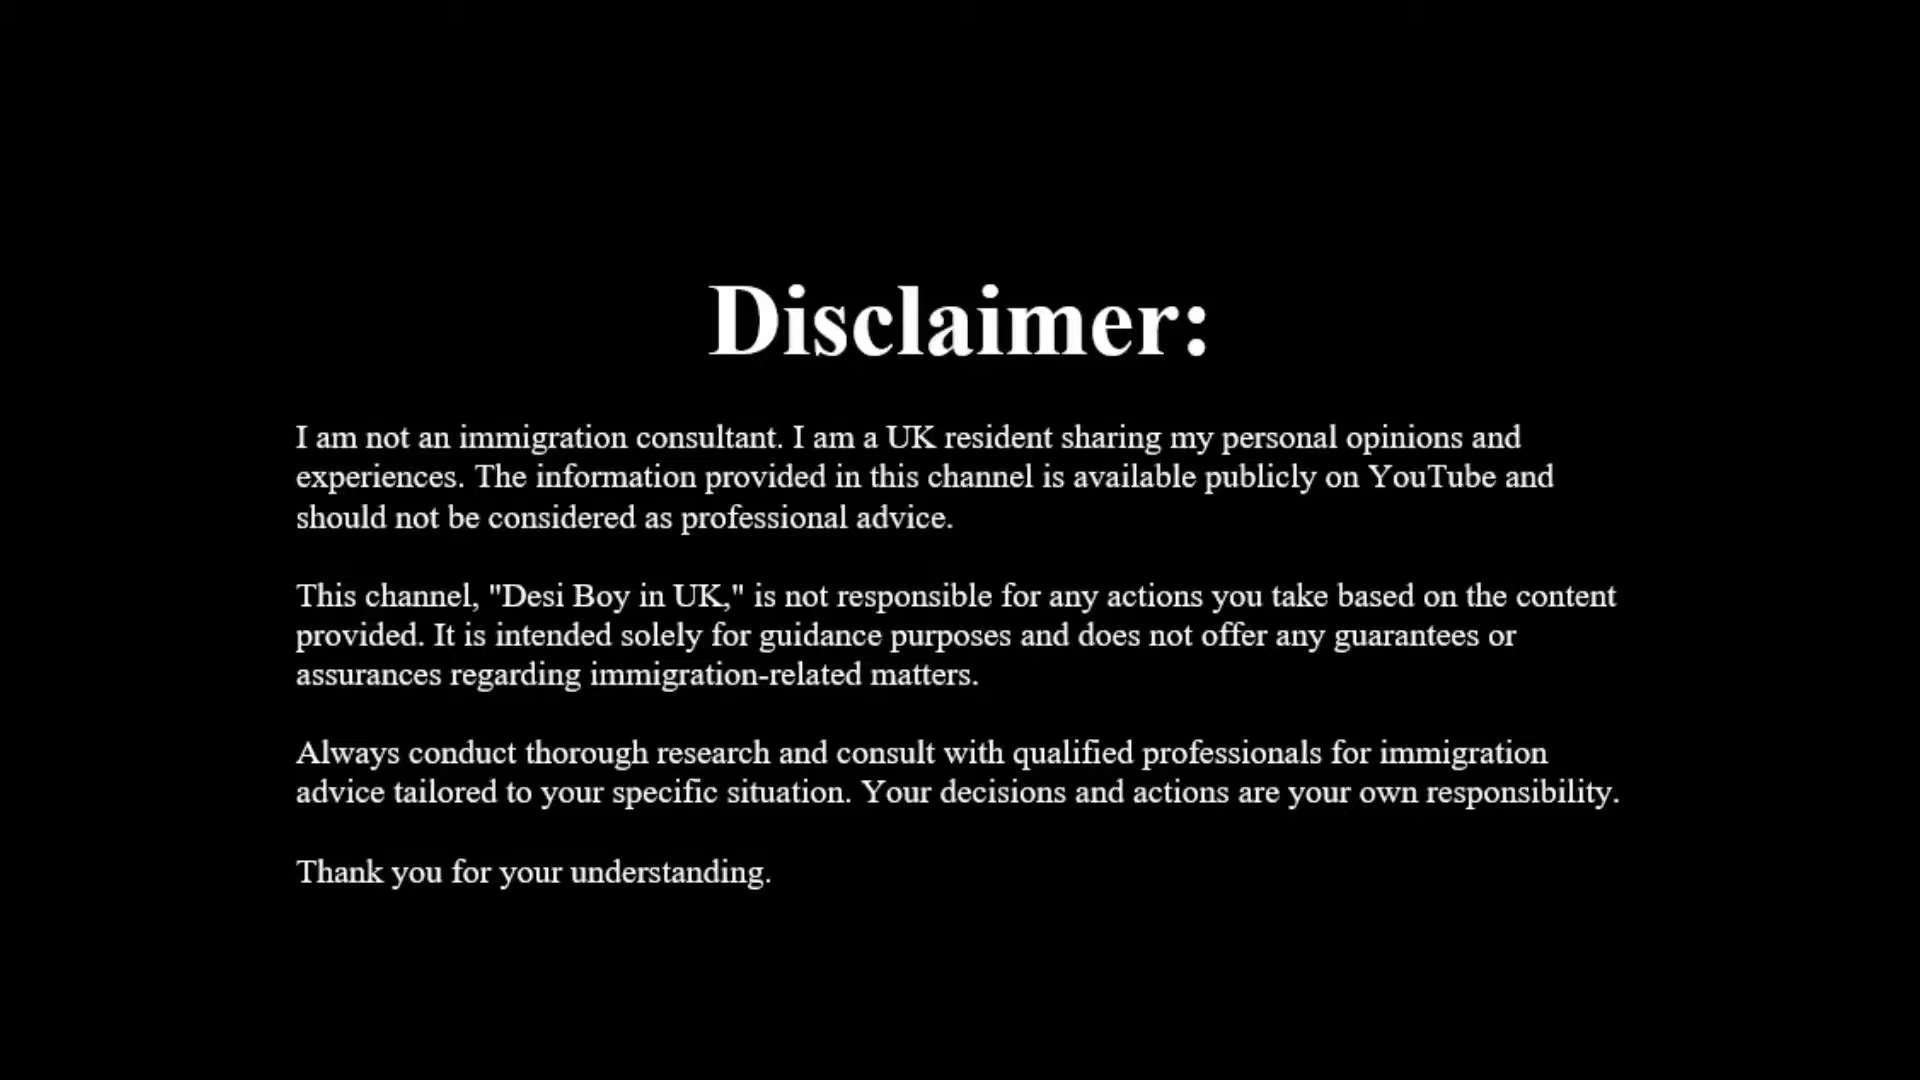 Disclaimer:
I am not an immigration consultant. I am a UK resident sharing my personal opinions and
experiences. The information provided in this channel is available publicly on YouTube and
should not be considered as professional advice.
This channel, "Desi Boy in UK," is not responsible for any actions you take based on the content
provided. It is intended solely for guidance purposes and does not offer any guarantees or
assurances regarding immigration-related matters.
Always conduct thorough research and consult with qualified professionals for immigration
advice tailored to your specific situation. Your decisions and actions are your own responsibility.
Thank you for your understanding.